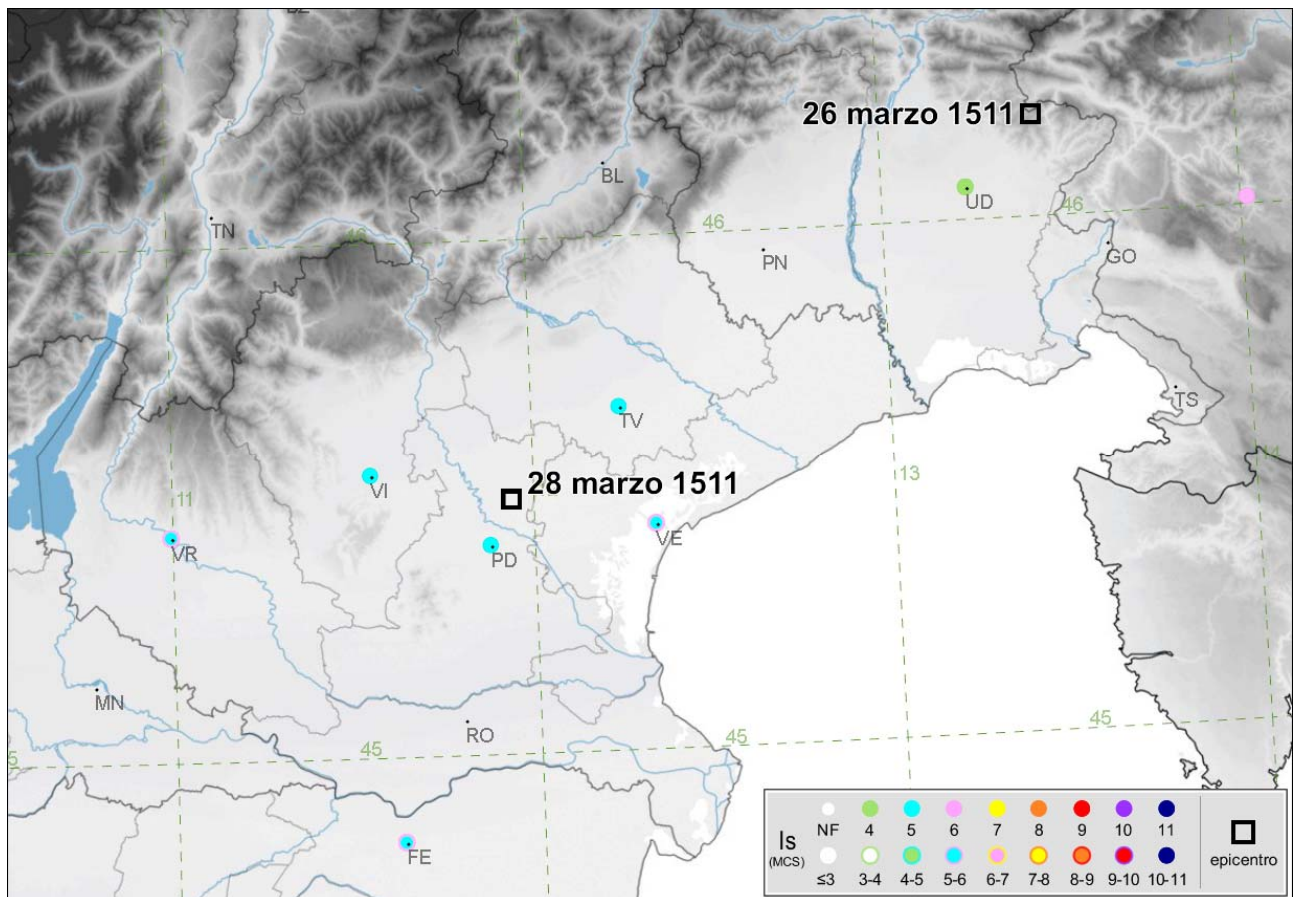 BZ
26 marzo 1511
BL
UD
46
TN
46
46
PN
GO
TS
TV
14
13
28 marzo 1511
VI
11
VE
VR
PD
MN
RO
45
45
45
5
FE
Is
(MCS)
NF 4 5 6 7 8 9 10 11
≤3 3-4 4-5 5-6 6-7 7-8 8-9 9-10 10-11
epicentro